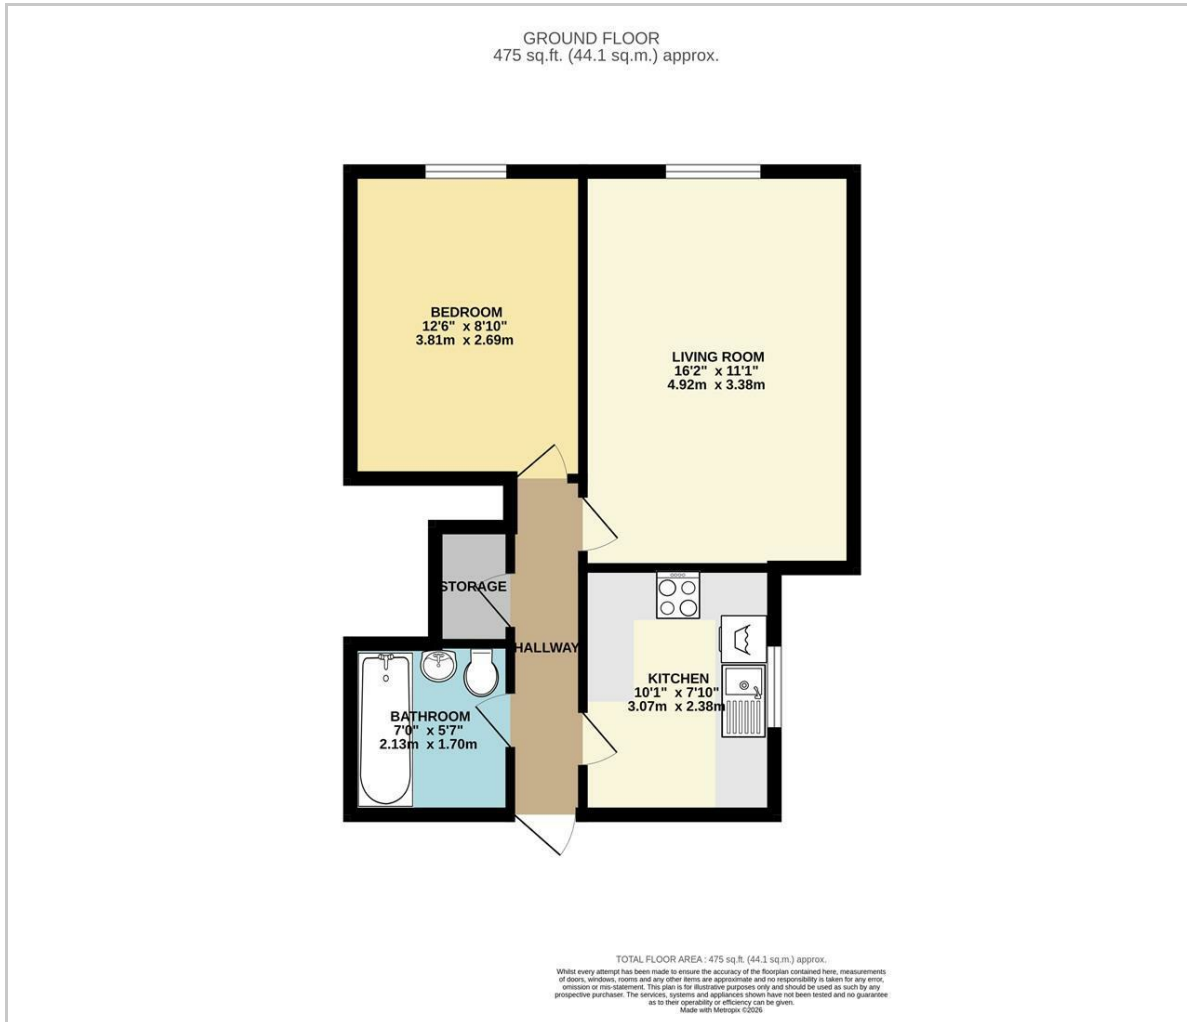 GROUND FLOOR
475 sq.ft. (44.1 sq.m.) approx.
BEDROOM
12'6" x 8'10"
3.81m x 2.69m
LIVING ROOM
16'2" x 11'1"
4.92m x 3.38m
STORAGE
HALLWAY
KITCHEN
10'1" x 7'10"
3.07m x 2.38m
BATHROOM
7'0" x 5'7"
2.13m x 1.70m
TOTAL FLOOR AREA : 475 sq.ft. (44.1 sq.m.) approx.
Whilst every attempt has been made to ensure the accuracy of the floorplan contained here, measurements
of doors, windows, rooms and any other items are approximate and no responsibility is taken for any error,
omission or mis-statement. This plan is for illustrative purposes only and should be used as such by any
prospective purchaser. The services, systems and appliances shown have not been tested and no guarantee
as to their operability or efficiency can be given.
Made with Metropix ©2026